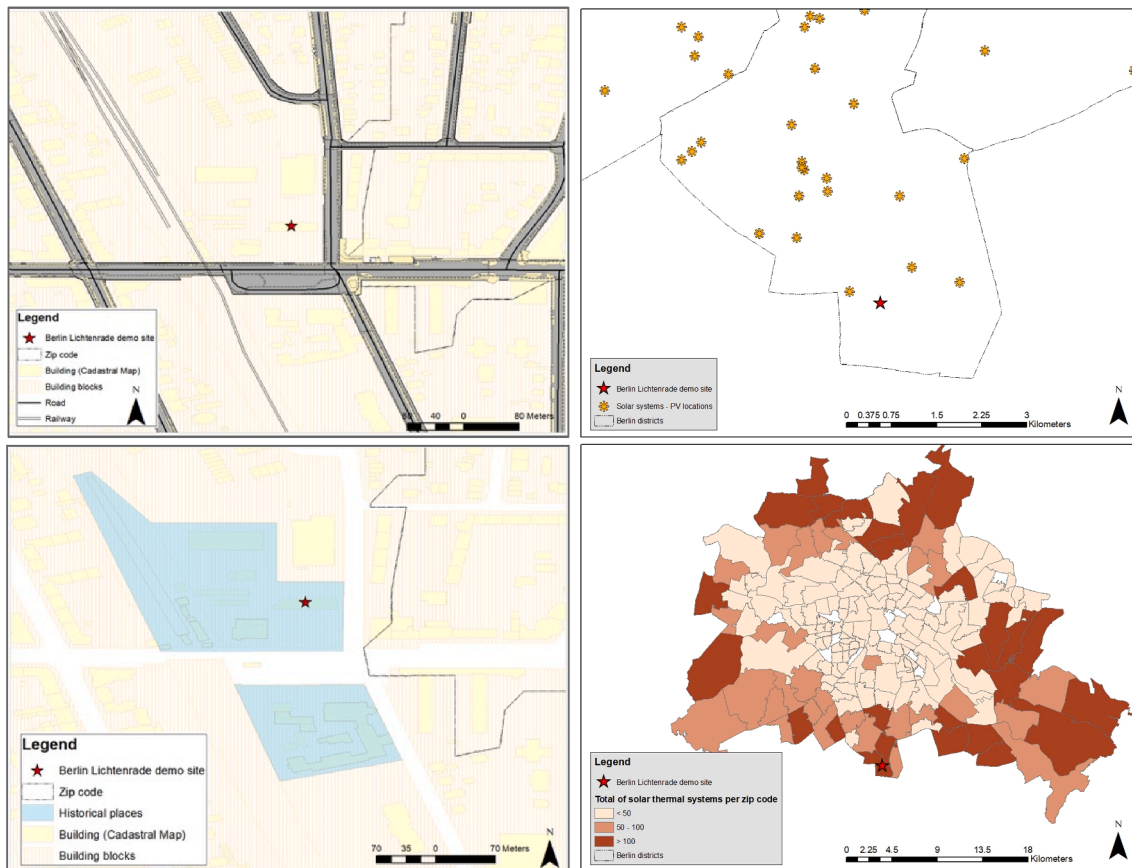 Legend
Berlin Lichtenrade demo site
Zip code
Building (Cadastral Map)
Building blocks
Road
Railway
N
80 40 0 80 Meters
Legend
Berlin Lichtenrade demo site
Solar systems - PV locations
Berlin districts
N
0 0.375 0.75 1.5 2.25 3
Kilometers
Legend
Berlin Lichtenrade demo site
Zip code
Historical places
Building (Cadastral Map)
Building blocks
N
70 35 0 70 Meters
Legend
Berlin Lichtenrade demo site
Total of solar thermal systems per zip code
< 50
50 - 100
> 100
Berlin districts
N
0 2.25 4.5 9 13.5 18
Kilometers